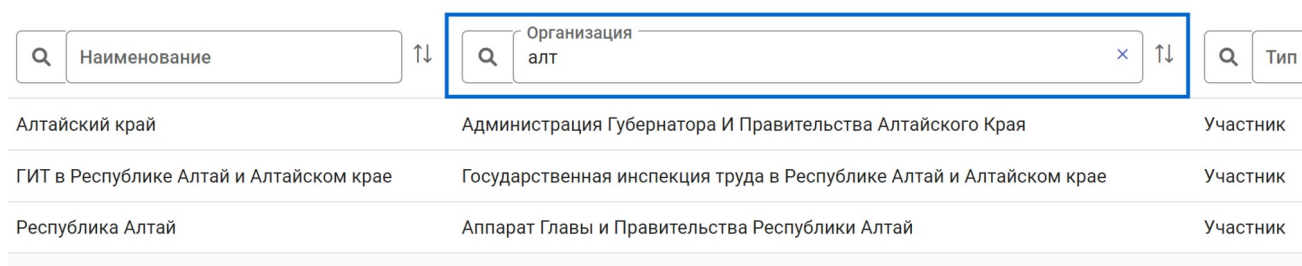 Наименование
Организация
алт
Тип
Алтайский край Администрация Губернатора И Правительства Алтайского Края Участник
ГИТ в Республике Алтай и Алтайском крае Государственная инспекция труда в Республике Алтай и Алтайском крае Участник
Республика Алтай Аппарат Главы и Правительства Республики Алтай Участник